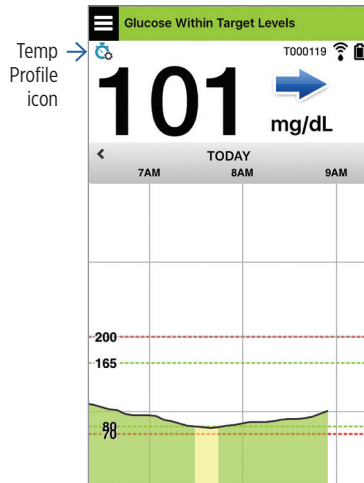 Glucose Within Target Levels
Temp
Profile
icon
T000119
101
mg/dL
TODAY
7AM 8AM 9AM
200
165
80
70